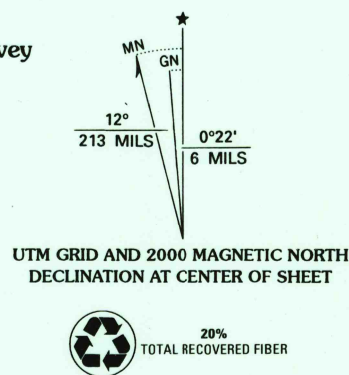 vey
★
MN
GN
12°
213 MILS
0°22'
6 MILS
UTM GRID AND 2000 MAGNETIC NORTH
DECLINATION AT CENTER OF SHEET
20%
TOTAL RECOVERED FIBER